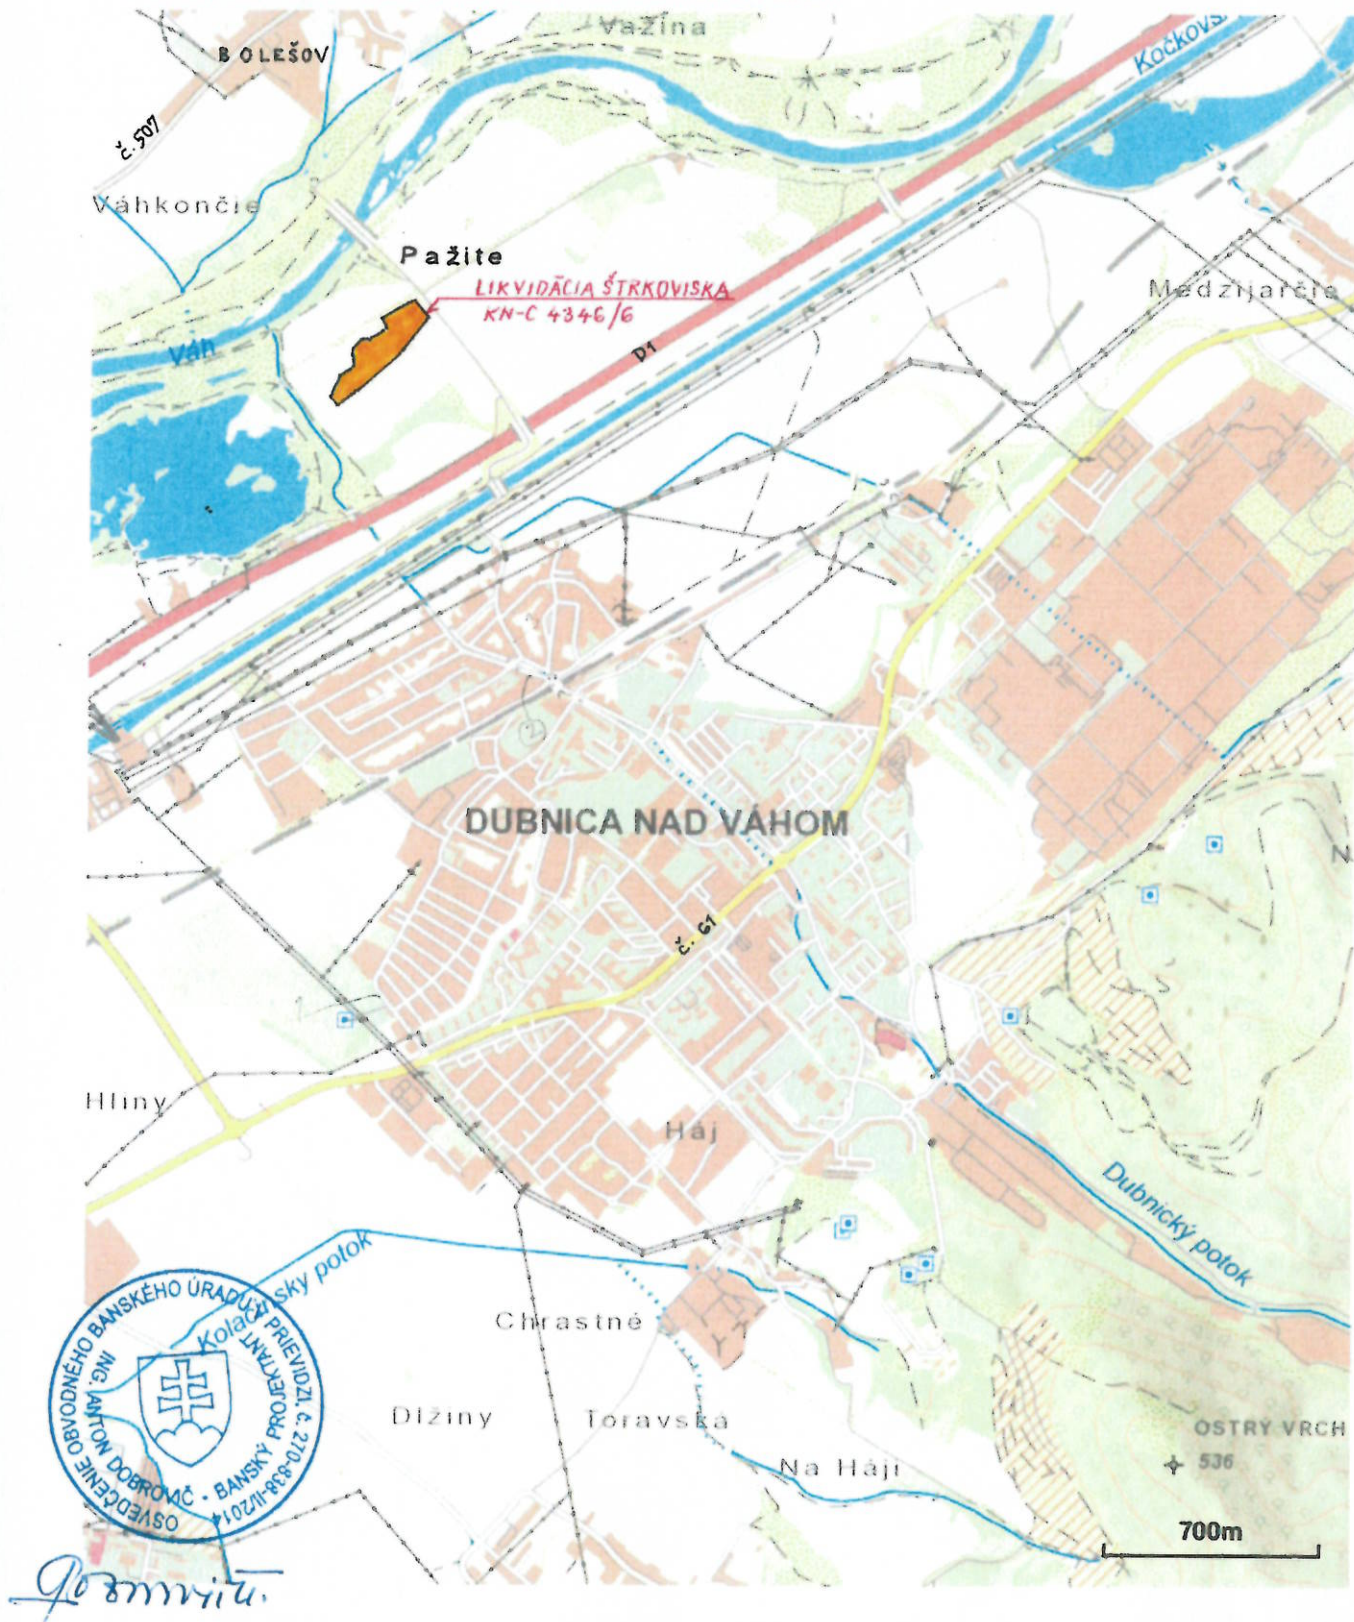 Važina
BOLEŠOV
Kočkovs
č.507
Váhkončie
Pažite
LIKVIDÁCIA ŠTRKOVISKA
KN-C 4346/6
Medzijarčie
Váh
D1
DUBNICA NAD VÁHOM
N
č. 61
Hliny
Háj
Dubnický potok
Kolačínsky potok
Chrastné
OSVEDČENIE OBVODNÉHO BANSKÉHO ÚRADU V PRIEVIDZI, Č. 270-838-II/2014
ING. ANTON DOBROVIČ - BANSKÝ PROJEKTANT
Dlžiny
Toravská
OSTRÝ VRCH
536
Na Háji
700m